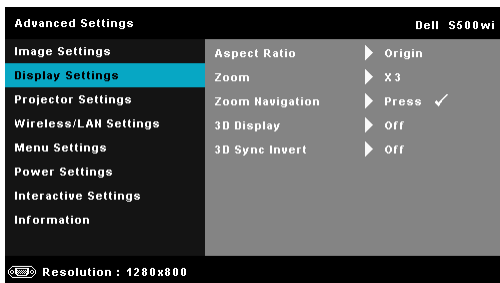 Advanced Settings Dell S500wi
Image Settings
Display Settings
Projector Settings
Wireless/LAN Settings
Menu Settings
Power Settings
Interactive Settings
Information
Aspect Ratio Origin
Zoom X3
Zoom Navigation Press ✓
3D Display Off
3D Sync Invert Off
Resolution : 1280x800